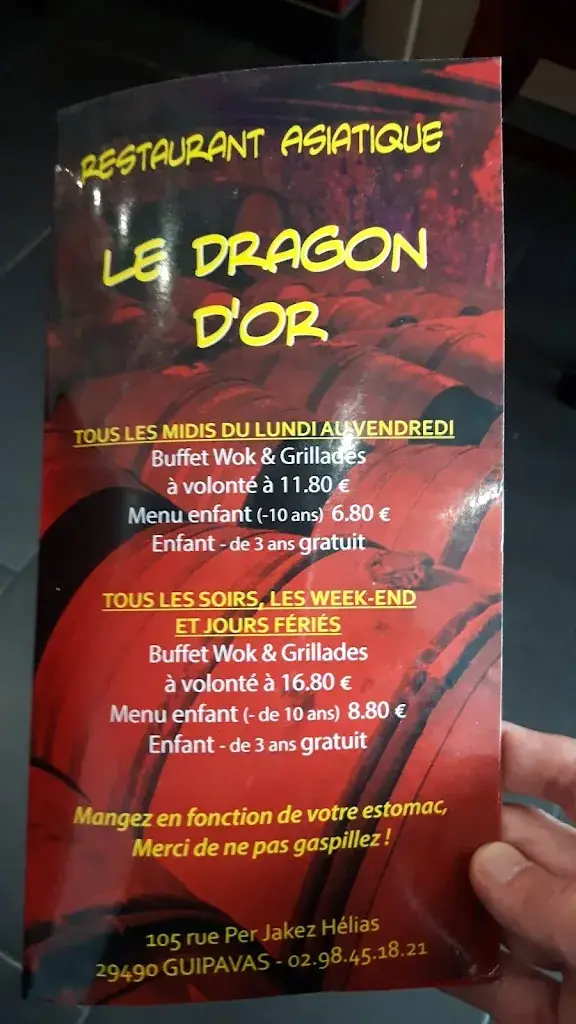 RESTAURANT ASIATIQUE
LE DRAGON
D'OR
TOUS LES MIDIS DU LUNDI AU VENDREDI
Buffet Wok & Grillades
à volonté à 11.80 €
Menu enfant (-10 ans) 6.80 €
Enfant - de 3 ans gratuit
TOUS LES SOIRS, LES WEEK-END
ET JOURS FÉRIÉS
Buffet Wok & Grillades
à volonté à 16.80 €
Menu enfant (- de 10 ans) 8.80 €
Enfant - de 3 ans gratuit
Mangez en fonction de votre estomac,
Merci de ne pas gaspillez !
105 rue Per Jakez Hélias
29490 GUIPAVAS - 02.98.45.18.21